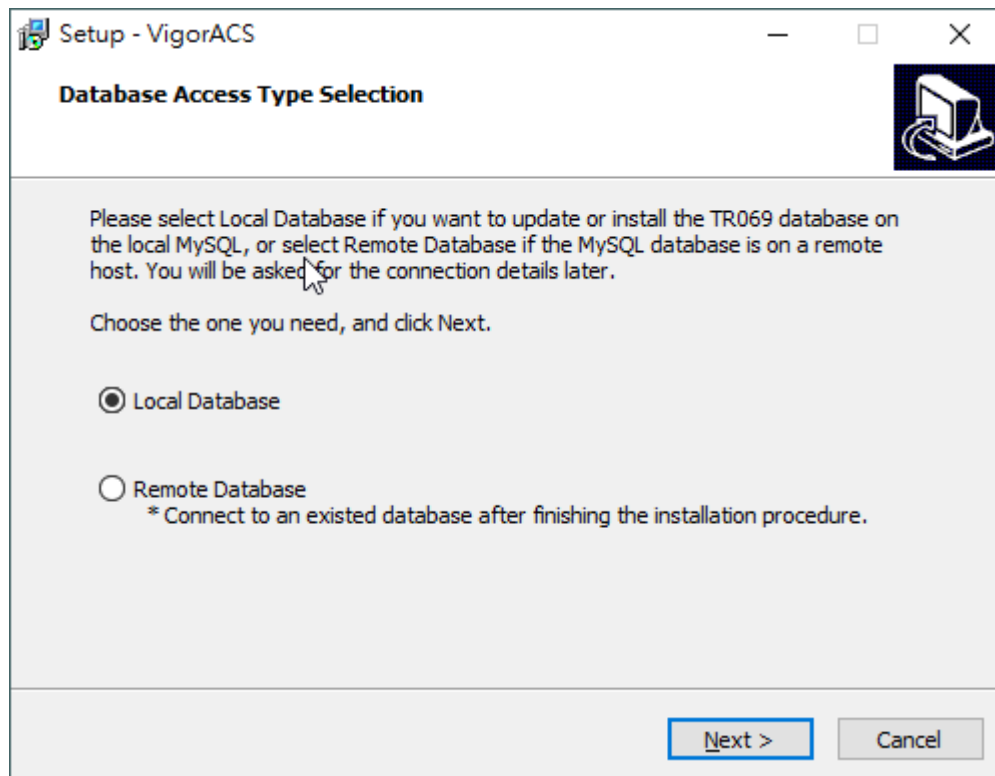 Setup - VigorACS
Database Access Type Selection
Please select Local Database if you want to update or install the TR069 database on
the local MySQL, or select Remote Database if the MySQL database is on a remote
host. You will be asked for the connection details later.
Choose the one you need, and click Next.
Local Database
Remote Database
* Connect to an existed database after finishing the installation procedure.
Next >
Cancel